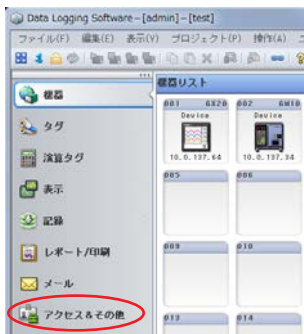 Data Logging Software - [admin] - [test]
ファイル(F) 編集(E) 表示(V) プロジェクト(P) 操作(A)
機器
タグ
演算タグ
表示
記録
レポート/印刷
メール
アクセス&その他
機器リスト
001 GX20 002 GM10
Device Device
10.0.137.64 10.0.137.54
005 006
009 010
013 014